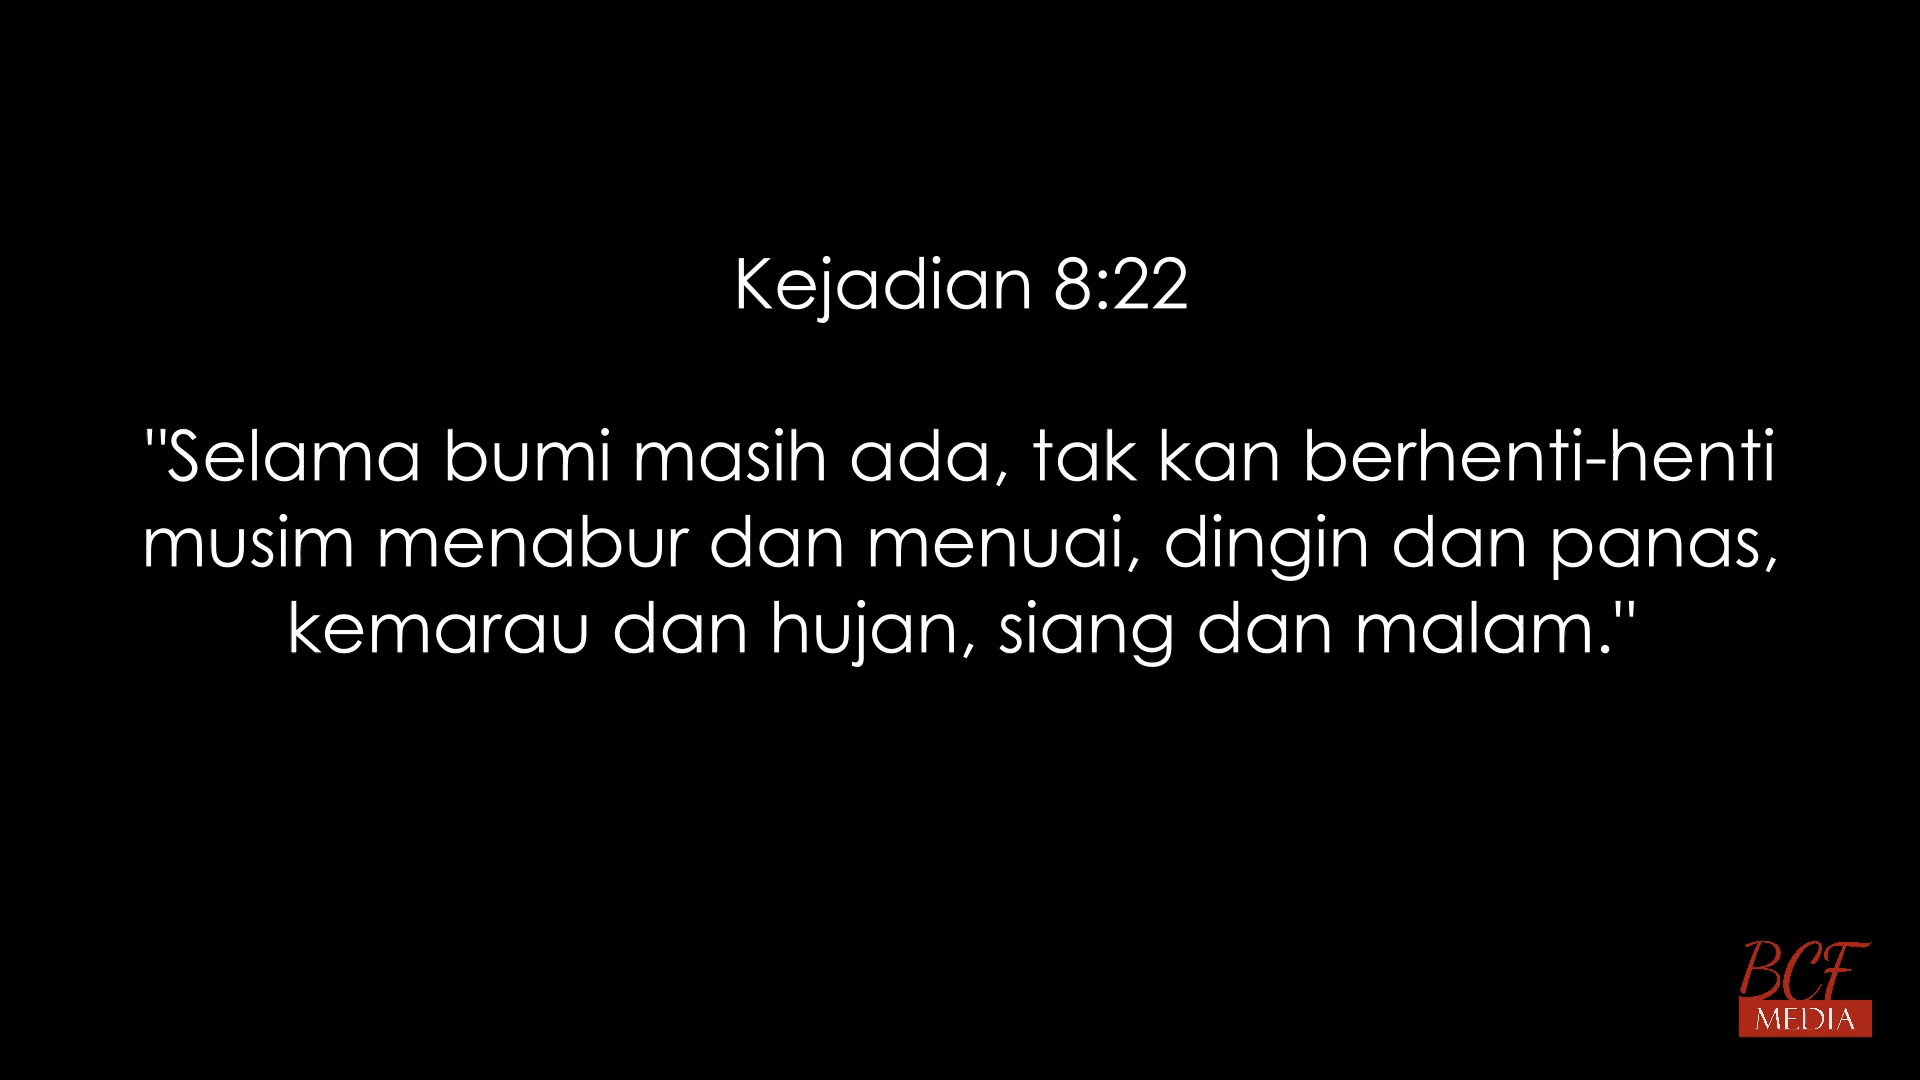 Kejadian 8:22
"Selama bumi masih ada, tak kan berhenti-henti
musim menabur dan menuai, dingin dan panas,
kemarau dan hujan, siang dan malam."
BCF
MEDIA